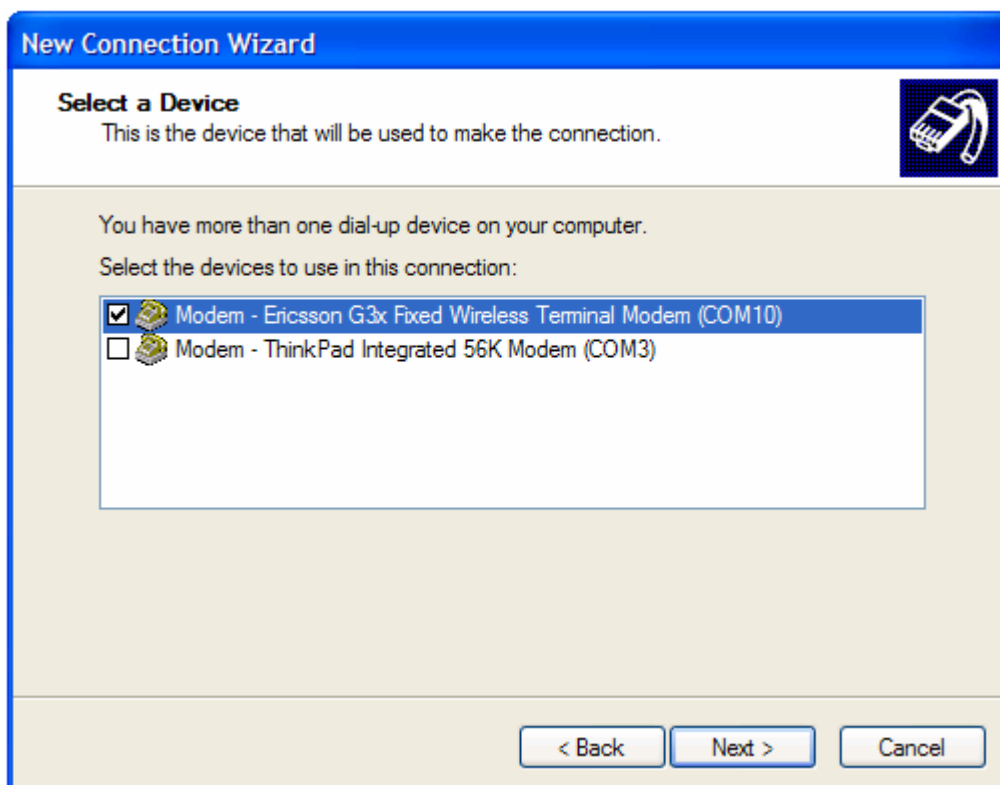 New Connection Wizard
Select a Device
This is the device that will be used to make the connection.
You have more than one dial-up device on your computer.
Select the devices to use in this connection:
Modem - Ericsson G3x Fixed Wireless Terminal Modem (COM10)
Modem - ThinkPad Integrated 56K Modem (COM3)
< Back Next > Cancel